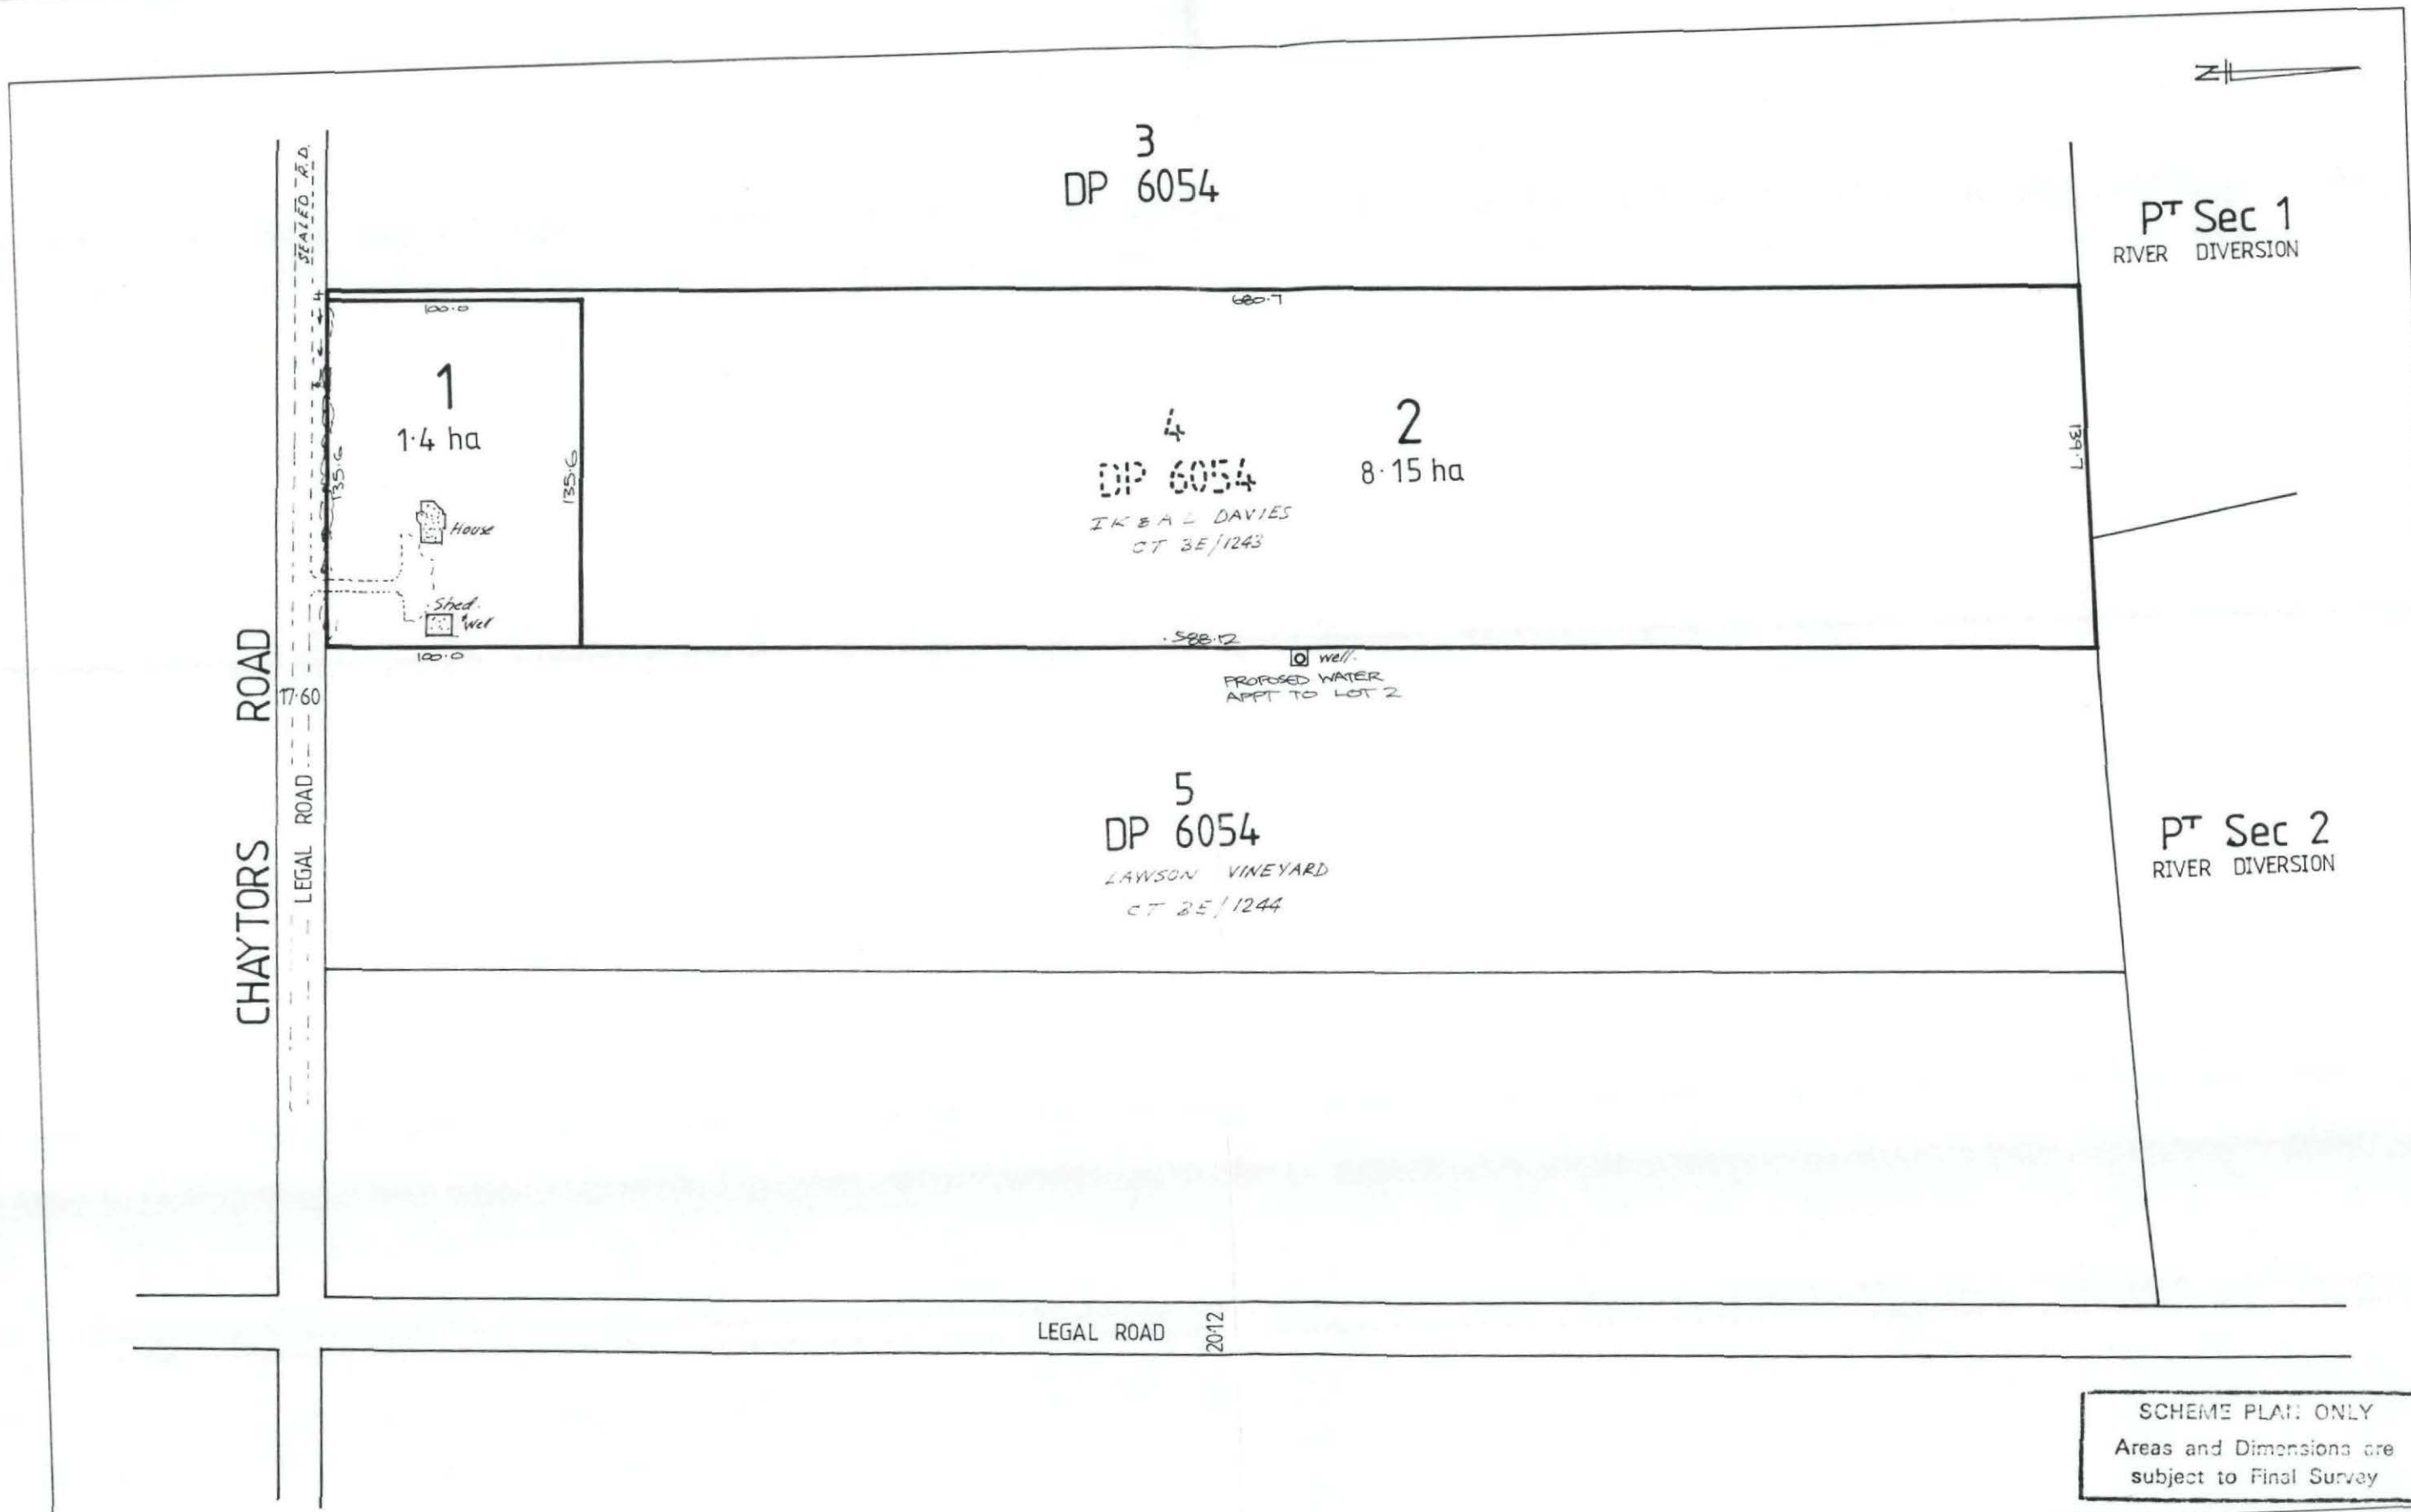 N
3
DP 6054
SEALED RD.
PT Sec 1
RIVER DIVERSION
4
100.0
680.7
1
1.4 ha
135.6
135.6
House
Shed
Well
100.0
4
DP 6054
DAVIES
CT 3E/1243
2
8.15 ha
139.7
588.12
well.
PROPOSED WATER
APPT TO LOT 2
CHAYTORS ROAD
17.60
LEGAL ROAD
5
DP 6054
LAWSON VINEYARD
CT 3E/1244
PT Sec 2
RIVER DIVERSION
LEGAL ROAD
20.12
SCHEME PLAN ONLY
Areas and Dimensions are
subject to Final Survey